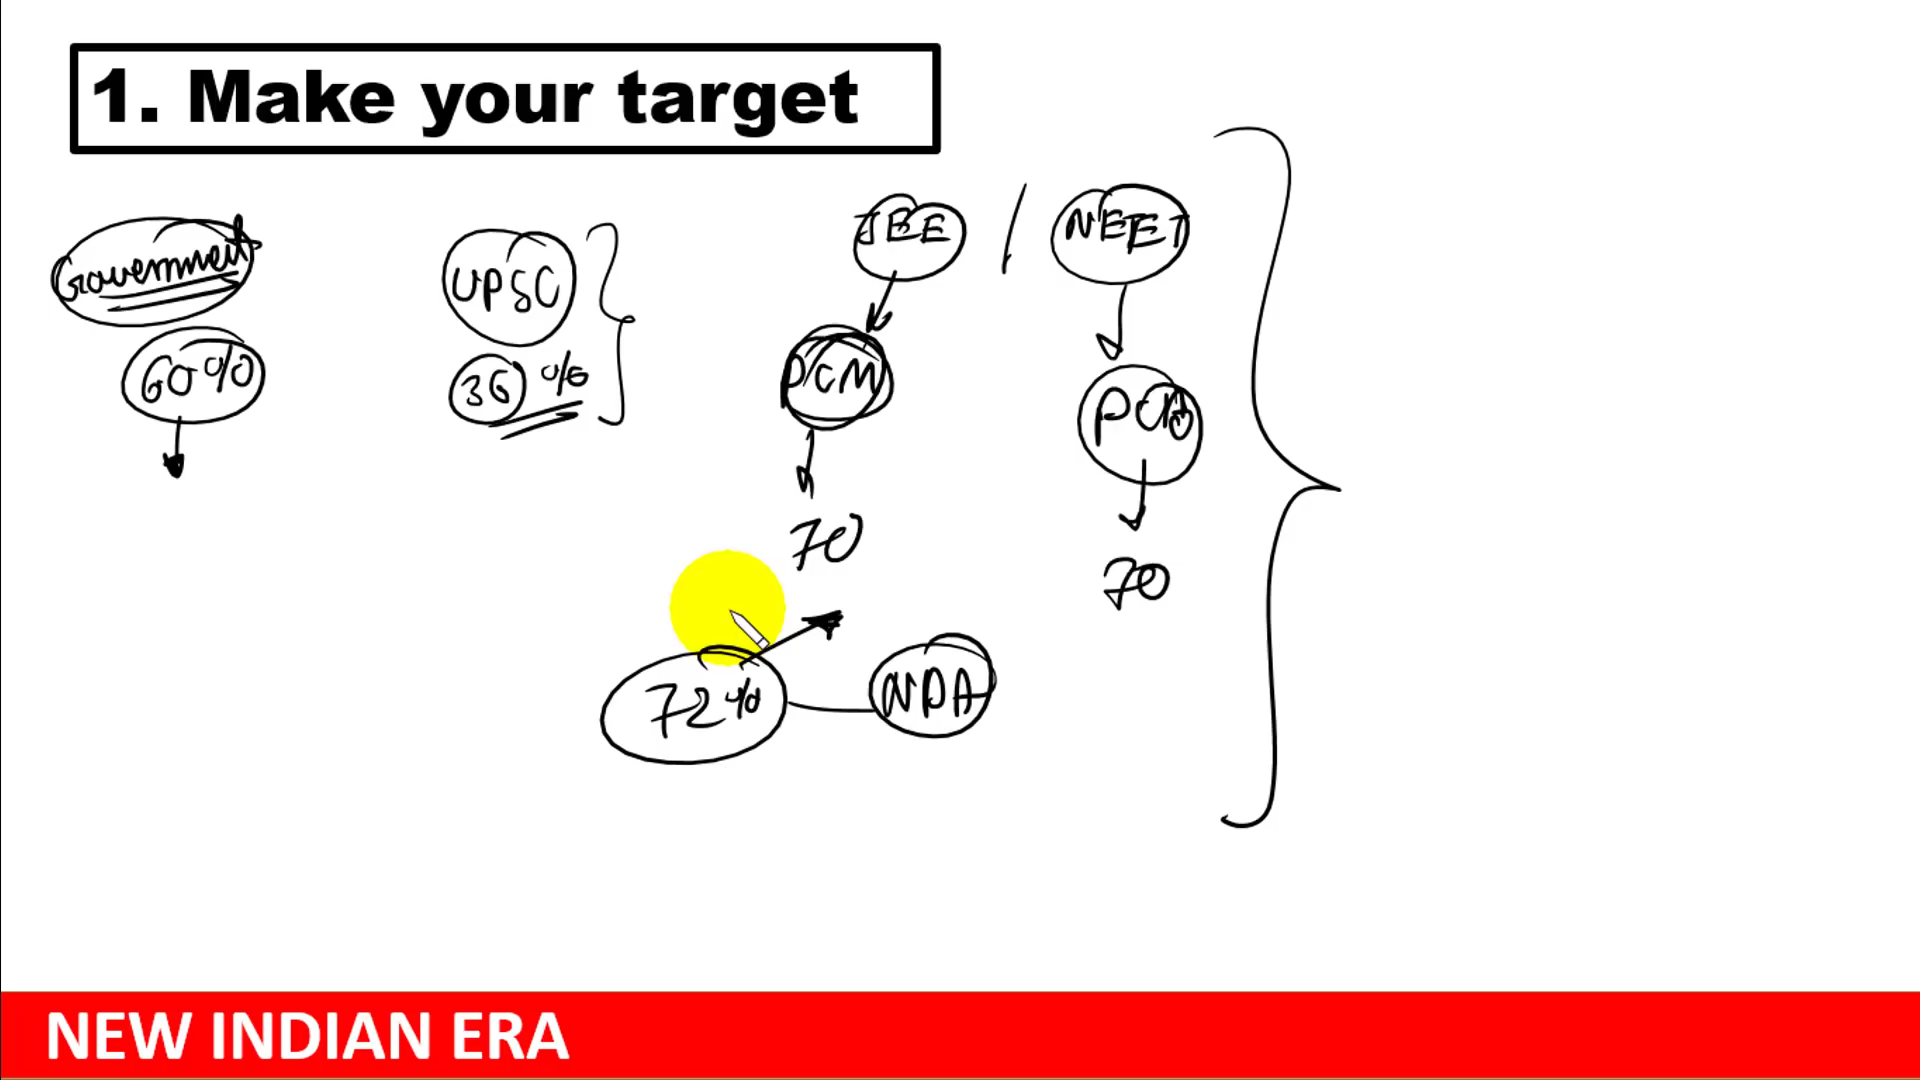 1. Make your target
Government
60%
UPSC
36 %
JEE / NEET
PCM
PCB
70
70
72%
NDA
NEW INDIAN ERA